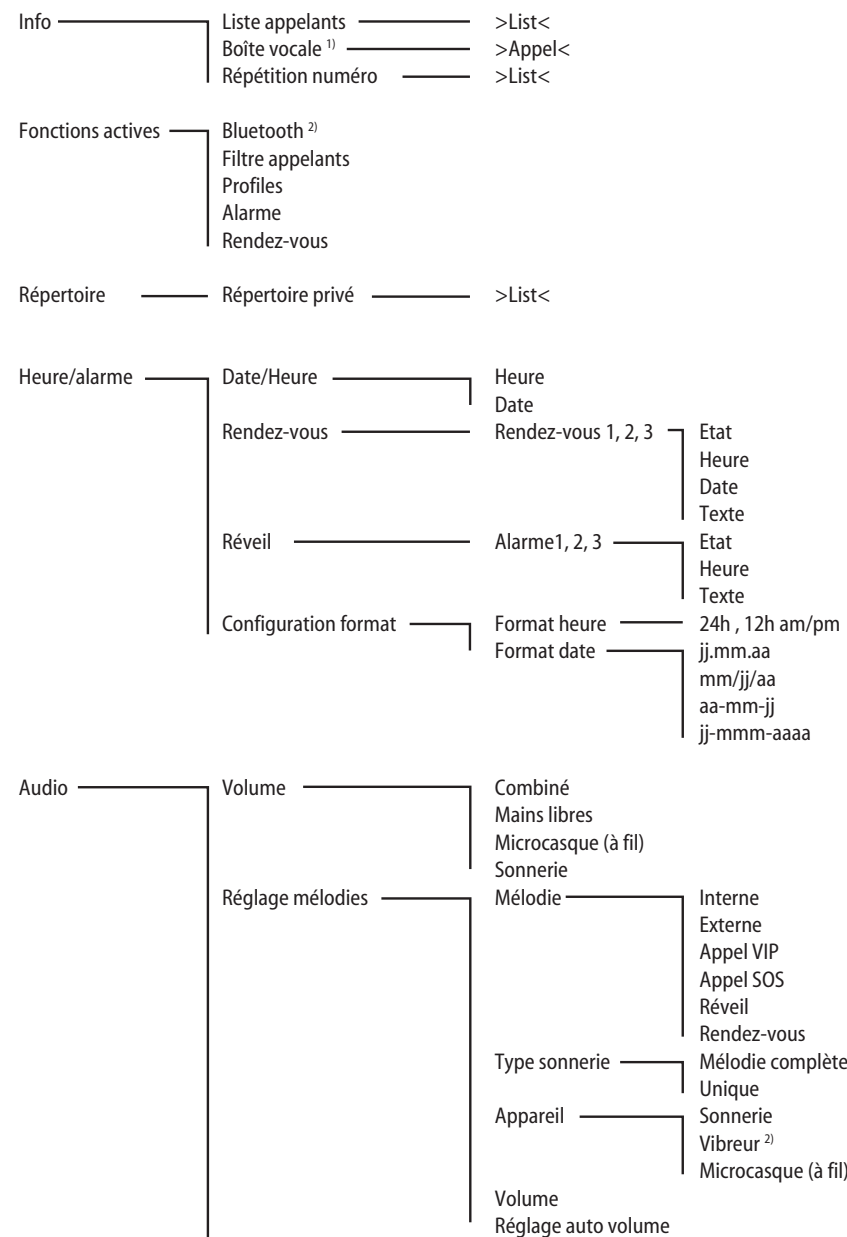 Info Liste appelants >List<
Boîte vocale 1) >Appel<
Répétition numéro >List<
Fonctions actives Bluetooth 2)
Filtre appelants
Profiles
Alarme
Rendez-vous
Répertoire Répertoire privé >List<
Heure/alarme Date/Heure Heure
Date
Rendez-vous Rendez-vous 1, 2, 3 Etat
Heure
Date
Texte
Réveil Alarme1, 2, 3 Etat
Heure
Texte
Configuration format Format heure 24h , 12h am/pm
Format date jj.mm.aa
mm/jj/aa
aa-mm-jj
jj-mmm-aaaa
Audio Volume Combiné
Mains libres
Microcasque (à fil)
Sonnerie
Réglage mélodies Mélodie Interne
Externe
Appel VIP
Appel SOS
Réveil
Rendez-vous
Type sonnerie Mélodie complète
Unique
Appareil Sonnerie
Vibreur 2)
Microcasque (à fil)
Volume
Réglage auto volume